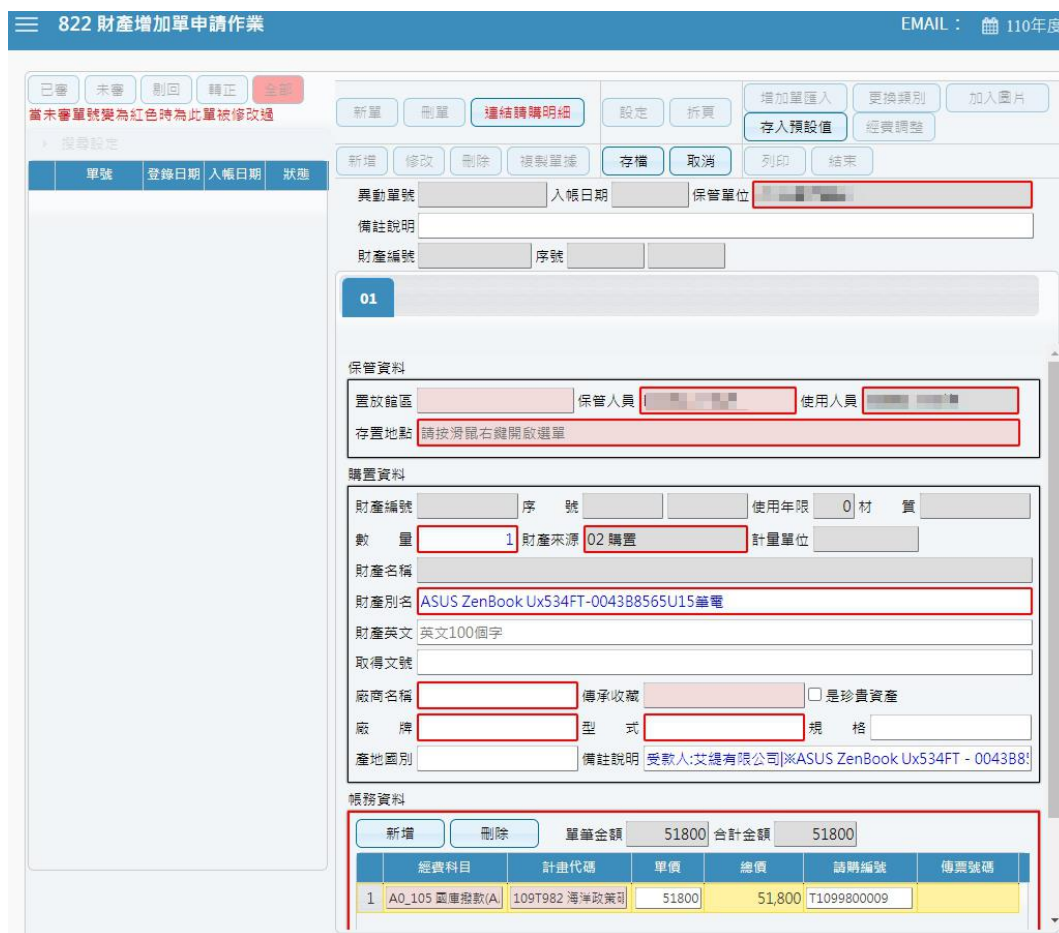 822 財產增加單申請作業
EMAIL： 110年度
已審 未審 剔回 轉正 全部
當未審單號變為紅色時為此單被修改過
搜尋設定
單號 登錄日期 入帳日期 狀態
新單 刪單 連結請購明細 設定 拆頁 增加單匯入 更換類別 加入圖片
存入預設值 經費調整
新增 修改 刪除 複製單據 存檔 取消 列印 結束
異動單號 入帳日期 保管單位
備註說明
財產編號 序號
01
保管資料
置放館區 保管人員 使用人員
存置地點 請按滑鼠右鍵開啟選單
購置資料
財產編號 序 號 使用年限 0 材 質
數 量 1 財產來源 02 購置 計量單位
財產名稱
財產別名 ASUS ZenBook Ux534FT-0043B8565U15筆電
財產英文 英文100個字
取得文號
廠商名稱 傳承收藏 是珍貴資產
廠 牌 型 式 規 格
產地國別 備註說明 受款人:艾緹有限公司|※ASUS ZenBook Ux534FT - 0043B85
帳務資料
新增 刪除 單筆金額 51800 合計金額 51800
經費科目 計畫代碼 單價 總價 請購編號 傳票號碼
1 A0_105 國庫撥款(A. 109T982 海洋政策 51800 51,800 T1099800009